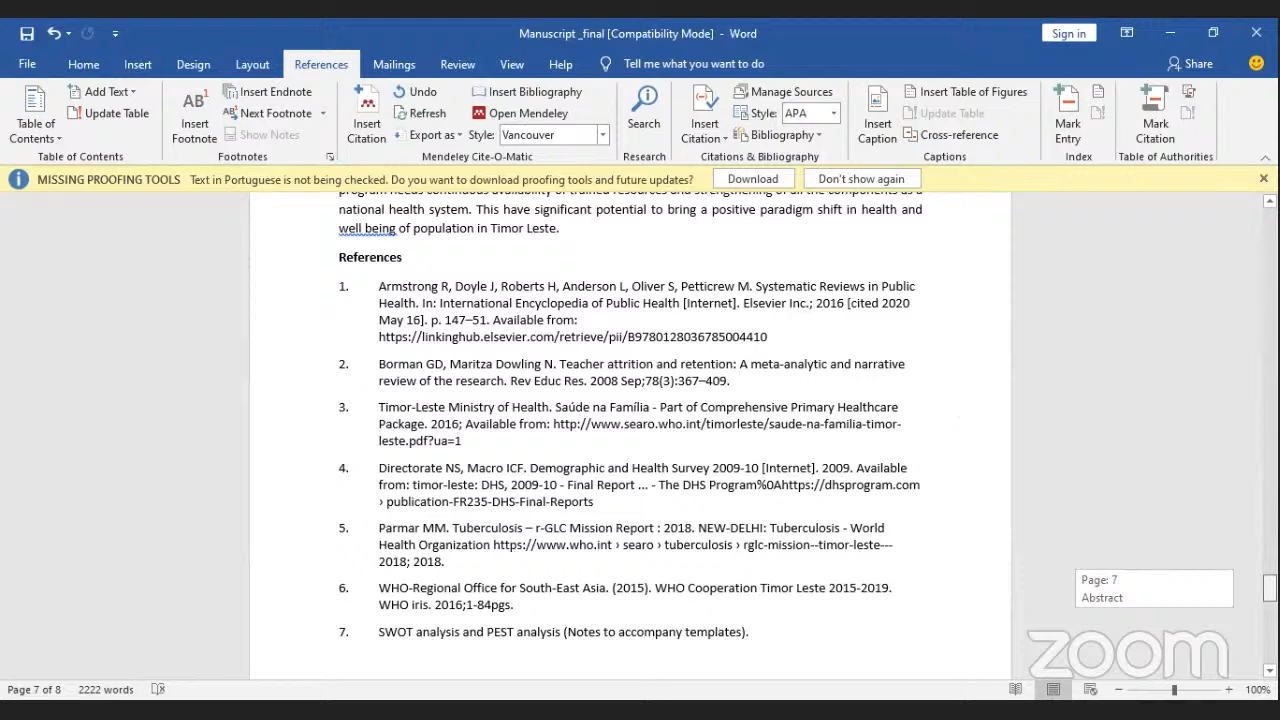 Manuscript _final [Compatibility Mode] - Word
Sign in
File Home Insert Design Layout References Mailings Review View Help Tell me what you want to do Share
Table of Contents
Add Text
Update Table
Table of Contents
AB1
Insert Footnote
Insert Endnote
Next Footnote
Show Notes
Footnotes
Insert Citation
Undo
Refresh
Export as
Insert Bibliography
Open Mendeley
Style: Vancouver
Mendeley Cite-O-Matic
Search
Research
Insert Citation
Manage Sources
Style: APA
Bibliography
Citations & Bibliography
Insert Caption
Insert Table of Figures
Update Table
Cross-reference
Captions
Mark Entry
Index
Mark Citation
Table of Authorities
MISSING PROOFING TOOLS Text in Portuguese is not being checked. Do you want to download proofing tools and future updates? Download Don't show again
program needs continuous availability of trained resources and strengthening of all the components as a
national health system. This have significant potential to bring a positive paradigm shift in health and
well being of population in Timor Leste.
References
1. Armstrong R, Doyle J, Roberts H, Anderson L, Oliver S, Petticrew M. Systematic Reviews in Public
Health. In: International Encyclopedia of Public Health [Internet]. Elsevier Inc.; 2016 [cited 2020
May 16]. p. 147–51. Available from:
https://linkinghub.elsevier.com/retrieve/pii/B9780128036785004410
2. Borman GD, Maritza Dowling N. Teacher attrition and retention: A meta-analytic and narrative
review of the research. Rev Educ Res. 2008 Sep;78(3):367–409.
3. Timor-Leste Ministry of Health. Saúde na Família - Part of Comprehensive Primary Healthcare
Package. 2016; Available from: http://www.searo.who.int/timorleste/saude-na-familia-timor-
leste.pdf?ua=1
4. Directorate NS, Macro ICF. Demographic and Health Survey 2009-10 [Internet]. 2009. Available
from: timor-leste: DHS, 2009-10 - Final Report ... - The DHS Program%0Ahttps://dhsprogram.com
› publication-FR235-DHS-Final-Reports
5. Parmar MM. Tuberculosis – r-GLC Mission Report : 2018. NEW-DELHI: Tuberculosis - World
Health Organization https://www.who.int › searo › tuberculosis › rglc-mission--timor-leste---
2018; 2018.
6. WHO-Regional Office for South-East Asia. (2015). WHO Cooperation Timor Leste 2015-2019.
WHO iris. 2016;1-84pgs.
7. SWOT analysis and PEST analysis (Notes to accompany templates).
Page: 7
Abstract
zoom
Page 7 of 8 2222 words 100%